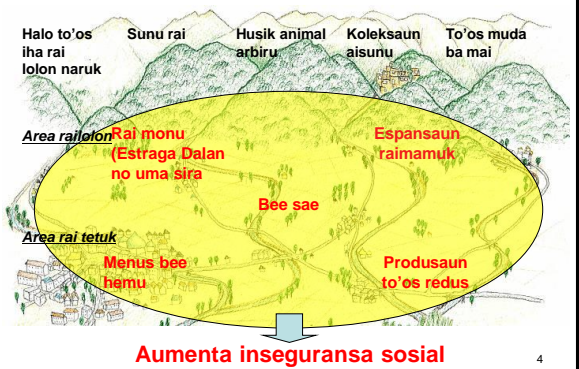 Halo to'os
iha rai
lolon naruk
Sunu rai
Husik animal
arbiru
Koleksaun
aisunu
To'os muda
ba mai
Area railolon
Rai monu
(Estraga Dalan
no uma sira
Espansaun
raimamuk
Bee sae
Area rai tetuk
Menus bee
hemu
Produsaun
to'os redus
Aumenta inseguransa sosial
4